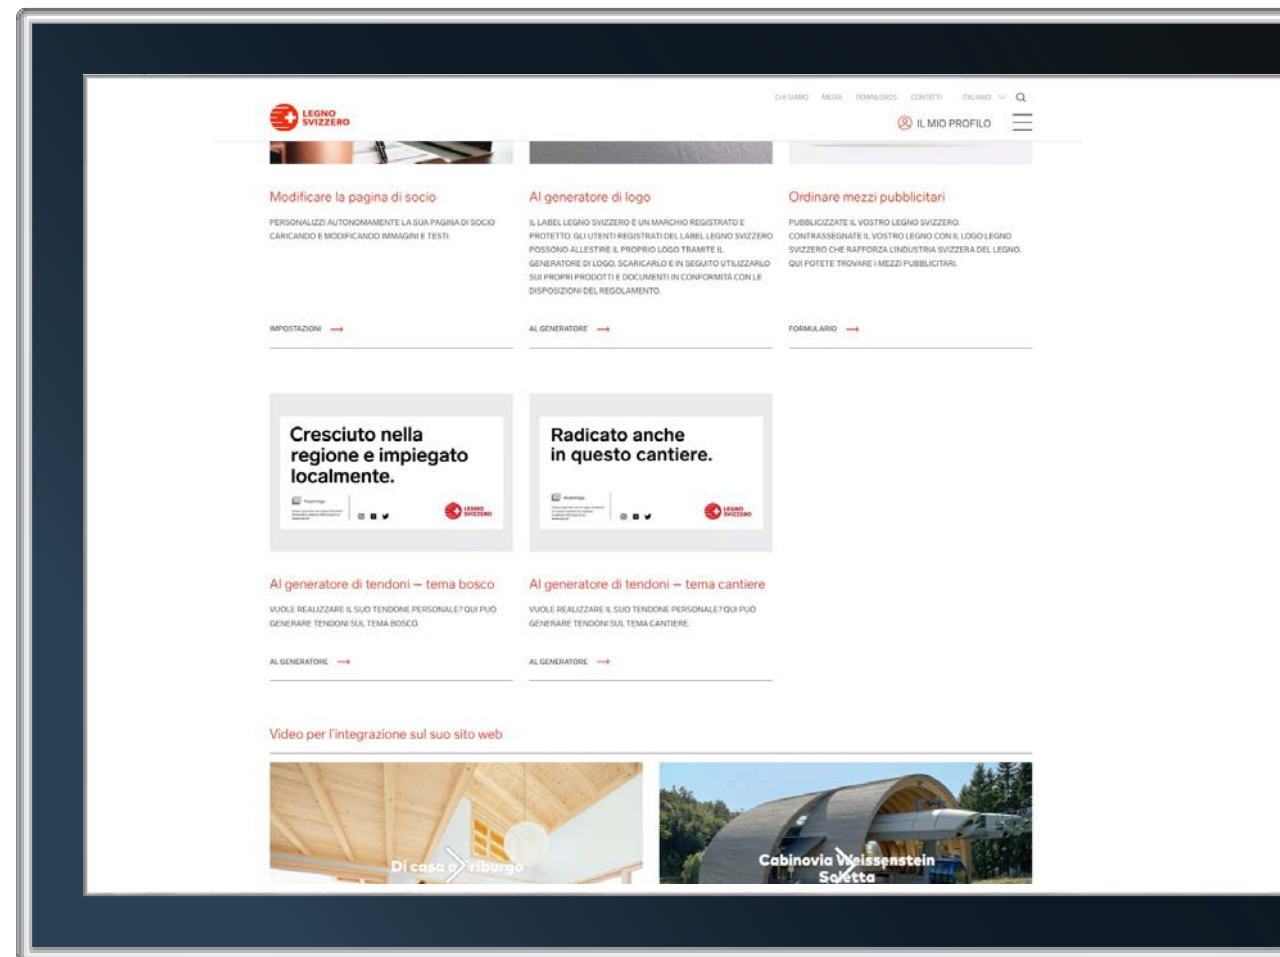 CHI SIAMO MEDIA DOWNLOADS CONTATTI ITALIANO
LEGNO
SVIZZERO
IL MIO PROFILO
Modificare la pagina di socio
PERSONALIZZI AUTONOMAMENTE LA SUA PAGINA DI SOCIO
CARICANDO E MODIFICANDO IMMAGINI E TESTI.
IMPOSTAZIONI
Al generatore di logo
IL LABEL LEGNO SVIZZERO È UN MARCHIO REGISTRATO E
PROTETTO. GLI UTENTI REGISTRATI DEL LABEL LEGNO SVIZZERO
POSSONO ALLESTIRE IL PROPRIO LOGO TRAMITE IL
GENERATORE DI LOGO, SCARICARLO E IN SEGUITO UTILIZZARLO
SUI PROPRI PRODOTTI E DOCUMENTI IN CONFORMITÀ CON LE
DISPOSIZIONI DEL REGOLAMENTO.
AL GENERATORE
Ordinare mezzi pubblicitari
PUBBLICIZZATE IL VOSTRO LEGNO SVIZZERO.
CONTRASSEGNATE IL VOSTRO LEGNO CON IL LOGO LEGNO
SVIZZERO CHE RAFFORZA L'INDUSTRIA SVIZZERA DEL LEGNO.
QUI POTETE TROVARE I MEZZI PUBBLICITARI.
FORMULARIO
Cresciuto nella
regione e impiegato
localmente.
LEGNO
SVIZZERO
Radicato anche
in questo cantiere.
LEGNO
SVIZZERO
Al generatore di tendoni – tema bosco
VUOLE REALIZZARE IL SUO TENDONE PERSONALE? QUI PUÒ
GENERARE TENDONI SUL TEMA BOSCO
AL GENERATORE
Al generatore di tendoni – tema cantiere
VUOLE REALIZZARE IL SUO TENDONE PERSONALE? QUI PUÒ
GENERARE TENDONI SUL TEMA CANTIERE.
AL GENERATORE
Video per l'integrazione sul suo sito web
Di casa a Friburgo
Cabinovia Weissenstein
Soletta